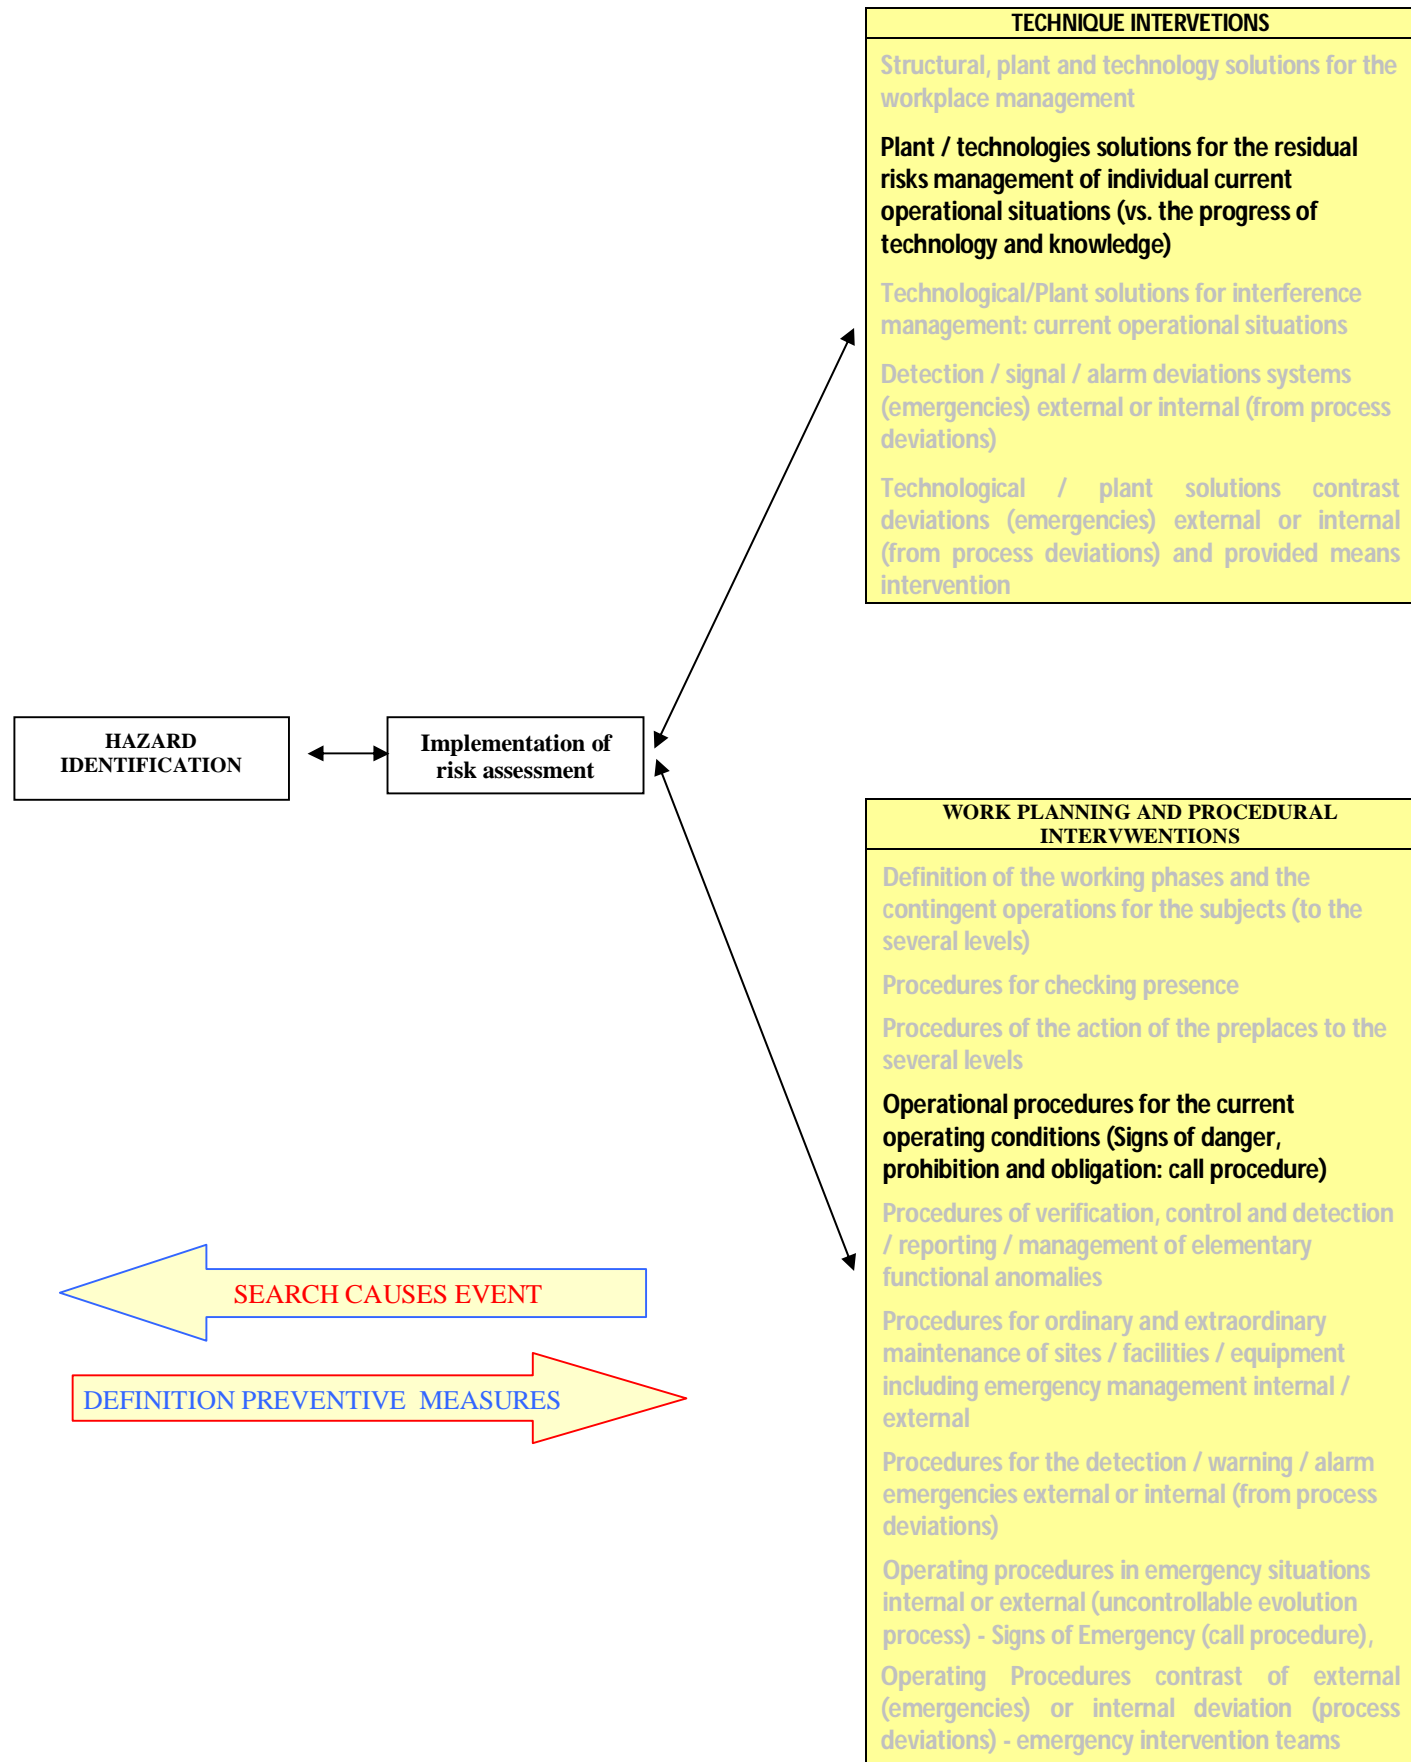 TECHNIQUE INTERVETIONS
Structural, plant and technology solutions for the
workplace management
Plant / technologies solutions for the residual
risks management of individual current
operational situations (vs. the progress of
technology and knowledge)
Technological/Plant solutions for interference
management: current operational situations
Detection / signal / alarm deviations systems
(emergencies) external or internal (from process
deviations)
Technological / plant solutions contrast
deviations (emergencies) external or internal
(from process deviations) and provided means
intervention
HAZARD
IDENTIFICATION
Implementation of
risk assessment
WORK PLANNING AND PROCEDURAL
INTERVWENTIONS
Definition of the working phases and the
contingent operations for the subjects (to the
several levels)
Procedures for checking presence
Procedures of the action of the preplaces to the
several levels
Operational procedures for the current
operating conditions (Signs of danger,
prohibition and obligation: call procedure)
Procedures of verification, control and detection
/ reporting / management of elementary
functional anomalies
Procedures for ordinary and extraordinary
maintenance of sites / facilities / equipment
including emergency management internal /
external
Procedures for the detection / warning / alarm
emergencies external or internal (from process
deviations)
Operating procedures in emergency situations
internal or external (uncontrollable evolution
process) - Signs of Emergency (call procedure),
Operating Procedures contrast of external
(emergencies) or internal deviation (process
deviations) - emergency intervention teams
SEARCH CAUSES EVENT
DEFINITION PREVENTIVE MEASURES